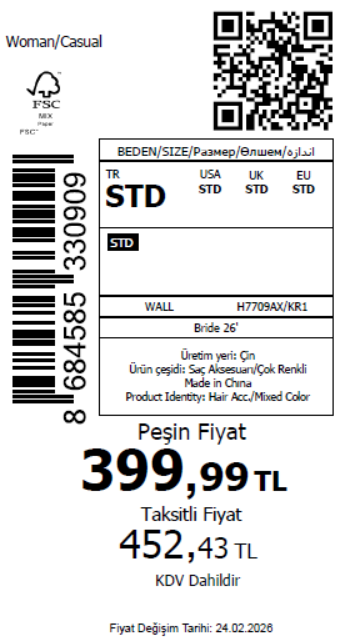 Woman/Casual
FSC
MIX
Paper
FSC™
BEDEN/SIZE/Размер/Өлшем/اندازه
TR USA UK EU
STD STD STD STD
STD
WALL H7709AX/KR1
Bride 26'
Üretim yeri: Çin
Ürün çeşidi: Saç Aksesuarı/Çok Renkli
Made in China
Product Identity: Hair Acc./Mixed Color
8 684585 330909
Peşin Fiyat
399,99 TL
Taksitli Fiyat
452,43 TL
KDV Dahildir
Fiyat Değişim Tarihi: 24.02.2026